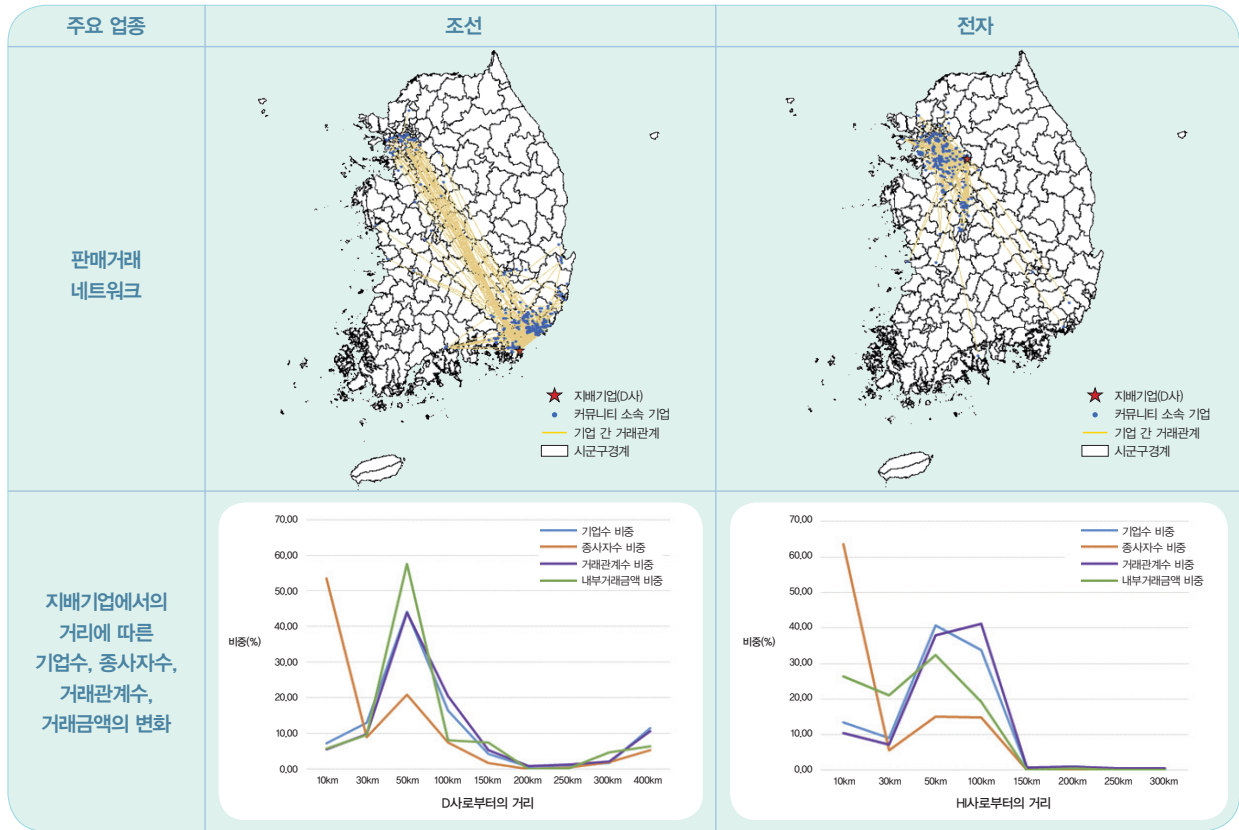 주요 업종
조선
전자
판매거래
네트워크
지배기업(D사)
커뮤니티 소속 기업
기업 간 거래관계
시군구경계
지배기업(D사)
커뮤니티 소속 기업
기업 간 거래관계
시군구경계
지배기업에서의
거리에 따른
기업수, 종사자수,
거래관계수,
거래금액의 변화
70,00
60,00
50,00
40,00
30,00
20,00
10,00
0,00
비중(%)
기업수 비중
종사자수 비중
거래관계수 비중
내부거래금액 비중
10km 30km 50km 100km 150km 200km 250km 300km 400km
D사로부터의 거리
70,00
60,00
50,00
40,00
30,00
20,00
10,00
0,00
비중(%)
기업수 비중
종사자수 비중
거래관계수 비중
내부거래금액 비중
10km 30km 50km 100km 150km 200km 250km 300km
H사로부터의 거리